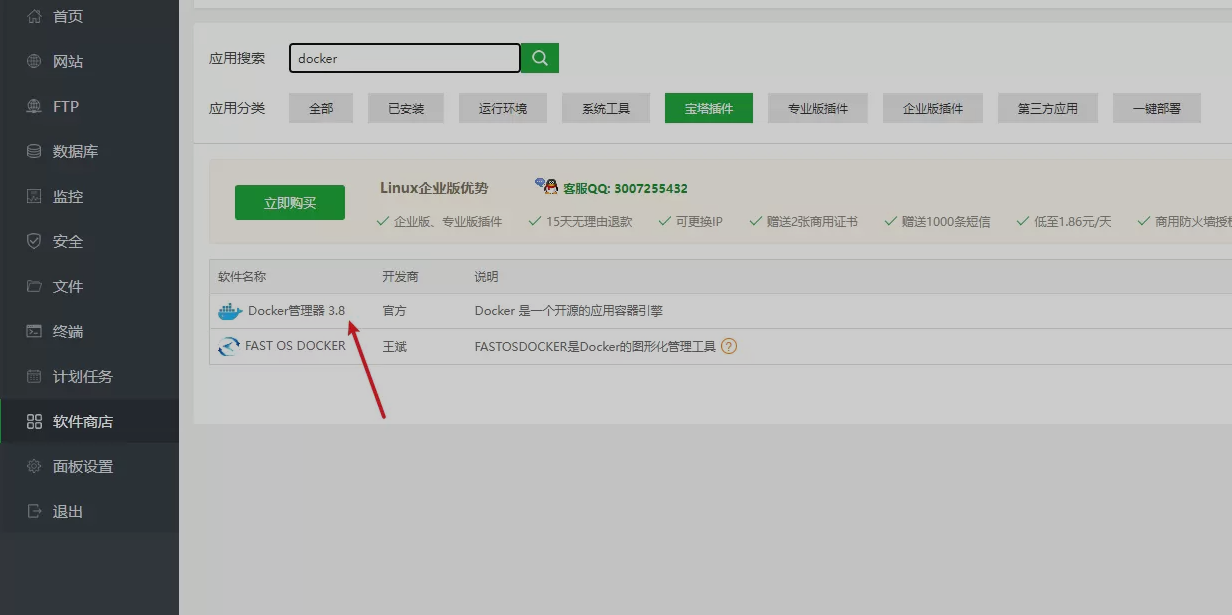 首页
网站
FTP
数据库
监控
安全
文件
终端
计划任务
软件商店
面板设置
退出
应用搜索 docker
应用分类 全部 已安装 运行环境 系统工具 宝塔插件 专业版插件 企业版插件 第三方应用 一键部署
立即购买
Linux企业版优势 客服QQ: 3007255432
企业版、专业版插件 15天无理由退款 可更换IP 赠送2张商用证书 赠送1000条短信 低至1.86元/天 商用防火墙授
软件名称 开发商 说明
Docker管理器 3.8 官方 Docker 是一个开源的应用容器引擎
FAST OS DOCKER 王斌 FASTOSDOCKER是Docker的图形化管理工具 ?